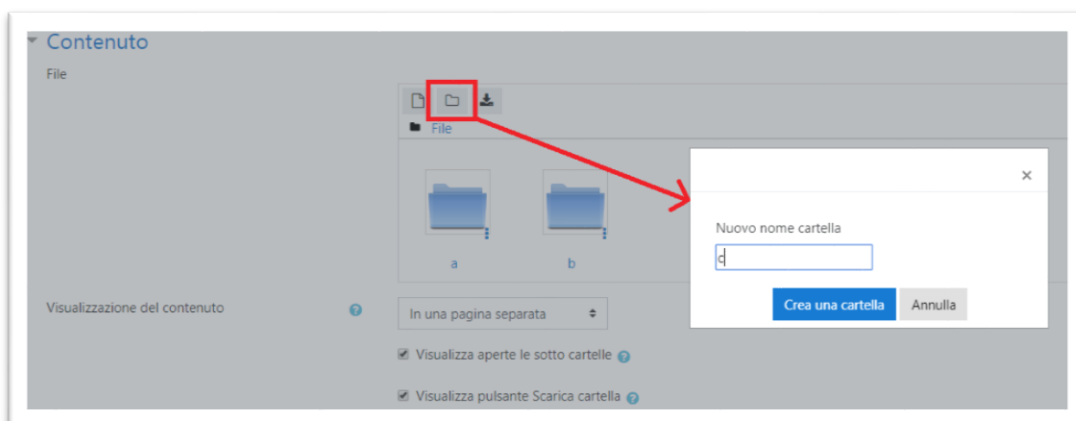 Contenuto
File
File
a b
Nuovo nome cartella
c
Crea una cartella Annulla
Visualizzazione del contenuto
In una pagina separata
Visualizza aperte le sotto cartelle
Visualizza pulsante Scarica cartella